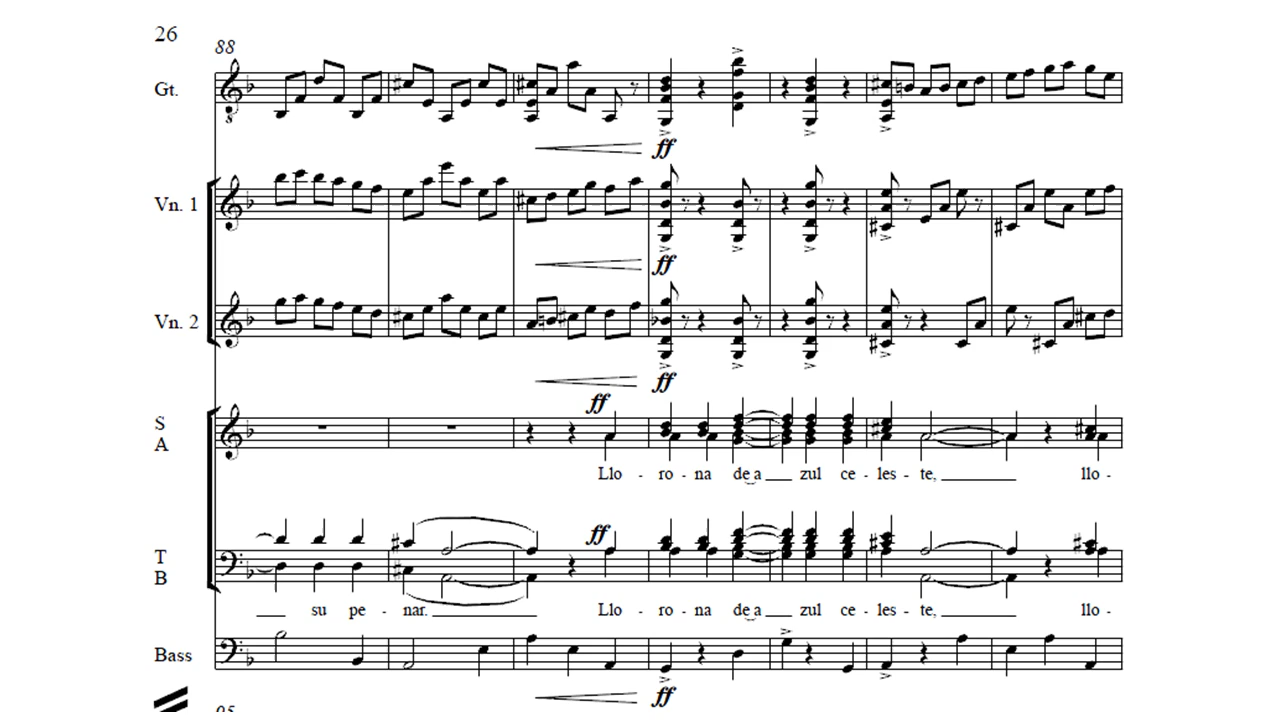 26
88
Gt.
8
ff
Vn. 1
ff
Vn. 2
ff
ff
S
A
Llo - ro - na de‿a zul ce - les - te, llo -
ff
T
B
su pe - nar. Llo - ro - na de‿a zul ce - les - te, llo -
Bass
ff